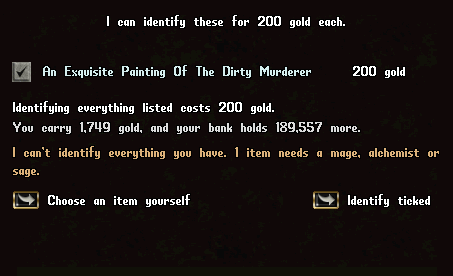 I can identify these for 200 gold each.
An Exquisite Painting Of The Dirty Murderer 200 gold
Identifying everything listed costs 200 gold.
You carry 1,749 gold, and your bank holds 189,557 more.
I can't identify everything you have. 1 item needs a mage, alchemist or
sage.
Choose an item yourself Identify ticked